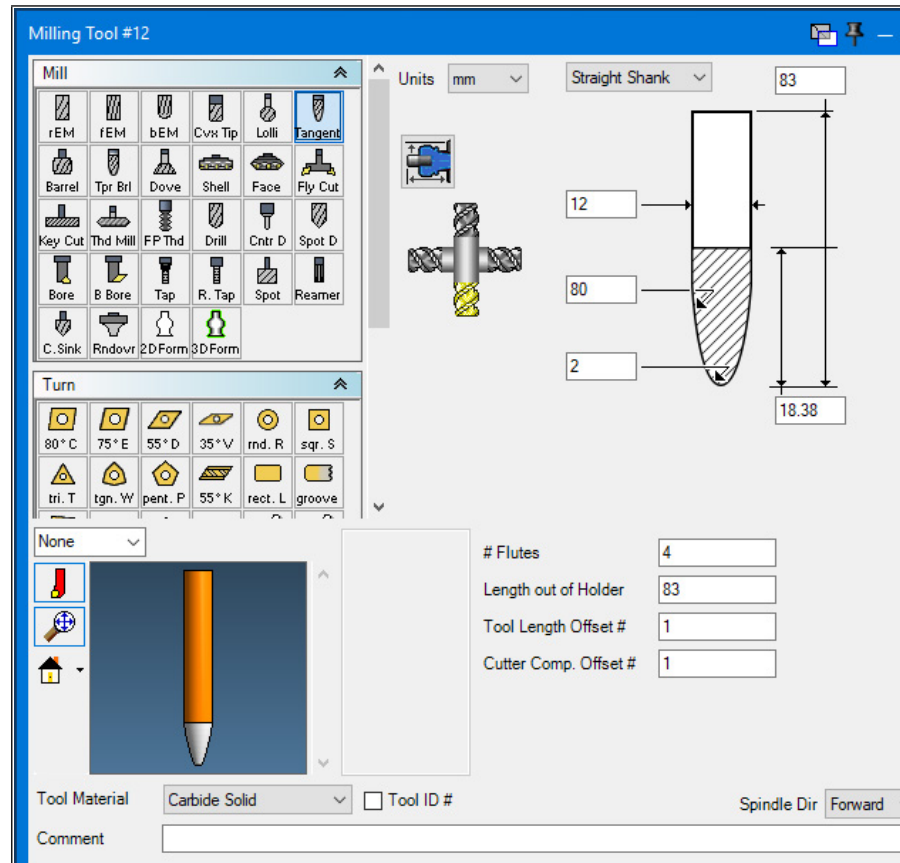 Milling Tool #12
Mill
rEM fEM bEM Cvx Tip Lolli Tangent
Barrel Tpr Brl Dove Shell Face Fly Cut
Key Cut Thd Mill FP Thd Drill Cntr D Spot D
Bore B Bore Tap R. Tap Spot Reamer
C.Sink Rndovr 2DForm 3DForm
Turn
80° C 75° E 55° D 35° V rnd. R sqr. S
tri. T tgn. W pent. P 55° K rect. L groove
Units mm
Straight Shank
83
12
80
2
18.38
None
# Flutes 4
Length out of Holder 83
Tool Length Offset # 1
Cutter Comp. Offset # 1
Tool Material Carbide Solid Tool ID # Spindle Dir Forward
Comment